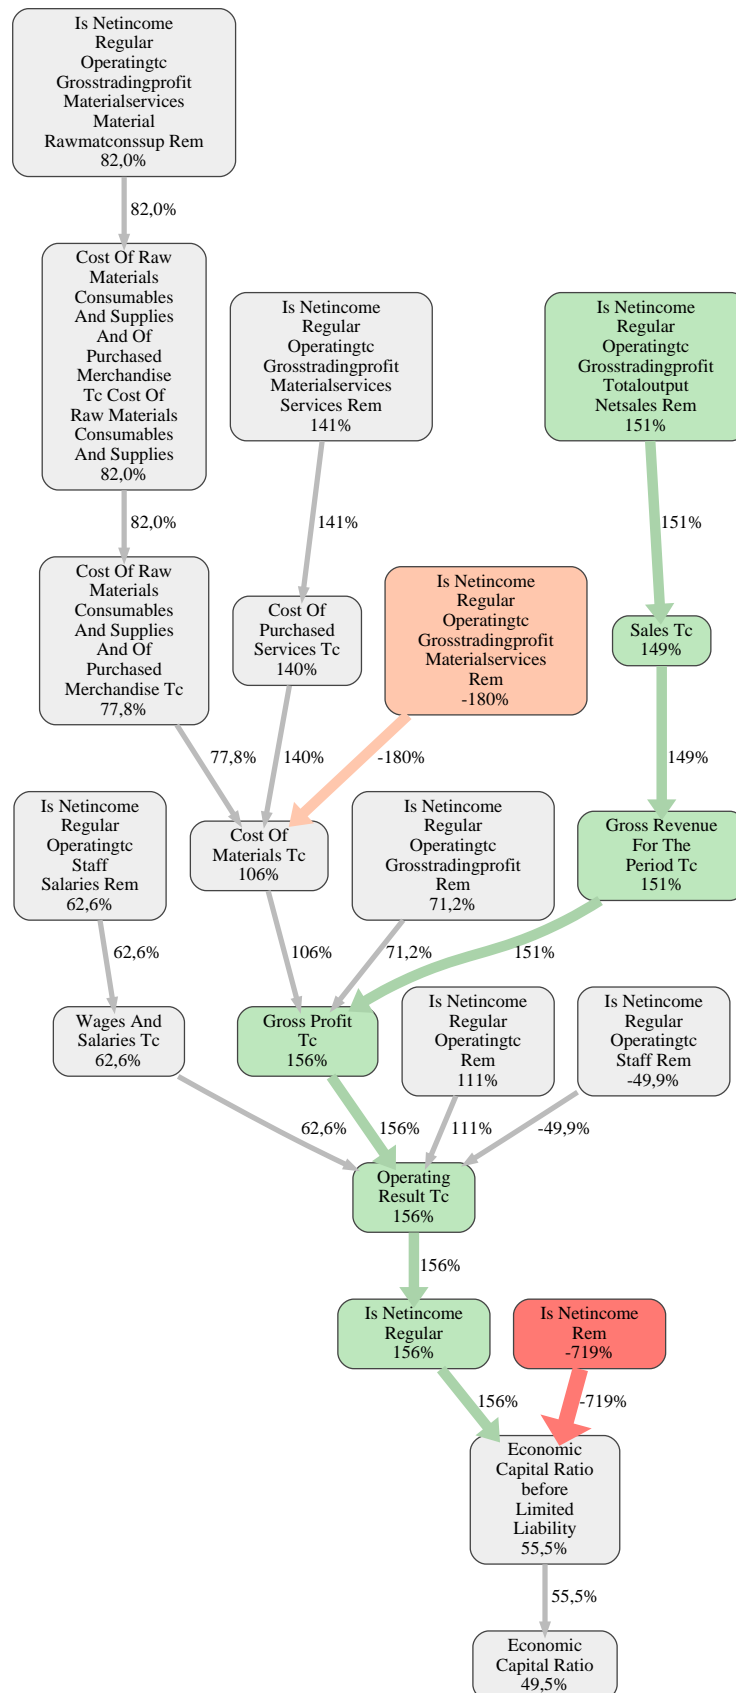 Is Netincome
Regular
Operatingtc
Grosstradingprofit
Materialservices
Material
Rawmatconssup Rem
82,0%
82,0%
Cost Of Raw
Materials
Consumables
And Supplies
And Of
Purchased
Merchandise
Tc Cost Of
Raw Materials
Consumables
And Supplies
82,0%
Is Netincome
Regular
Operatingtc
Grosstradingprofit
Materialservices
Services Rem
141%
Is Netincome
Regular
Operatingtc
Grosstradingprofit
Totaloutput
Netsales Rem
151%
82,0%
141%
151%
Cost Of Raw
Materials
Consumables
And Supplies
And Of
Purchased
Merchandise Tc
77,8%
Cost Of
Purchased
Services Tc
140%
Is Netincome
Regular
Operatingtc
Grosstradingprofit
Materialservices
Rem
-180%
Sales Tc
149%
77,8%
140%
-180%
149%
Is Netincome
Regular
Operatingtc
Staff
Salaries Rem
62,6%
Cost Of
Materials Tc
106%
Is Netincome
Regular
Operatingtc
Grosstradingprofit
Rem
71,2%
Gross Revenue
For The
Period Tc
151%
62,6%
106%
71,2%
151%
Wages And
Salaries Tc
62,6%
Gross Profit
Tc
156%
Is Netincome
Regular
Operatingtc
Rem
111%
Is Netincome
Regular
Operatingtc
Staff Rem
-49,9%
62,6%
156%
111%
-49,9%
Operating
Result Tc
156%
156%
Is Netincome
Regular
156%
Is Netincome
Rem
-719%
156%
-719%
Economic
Capital Ratio
before
Limited
Liability
55,5%
55,5%
Economic
Capital Ratio
49,5%